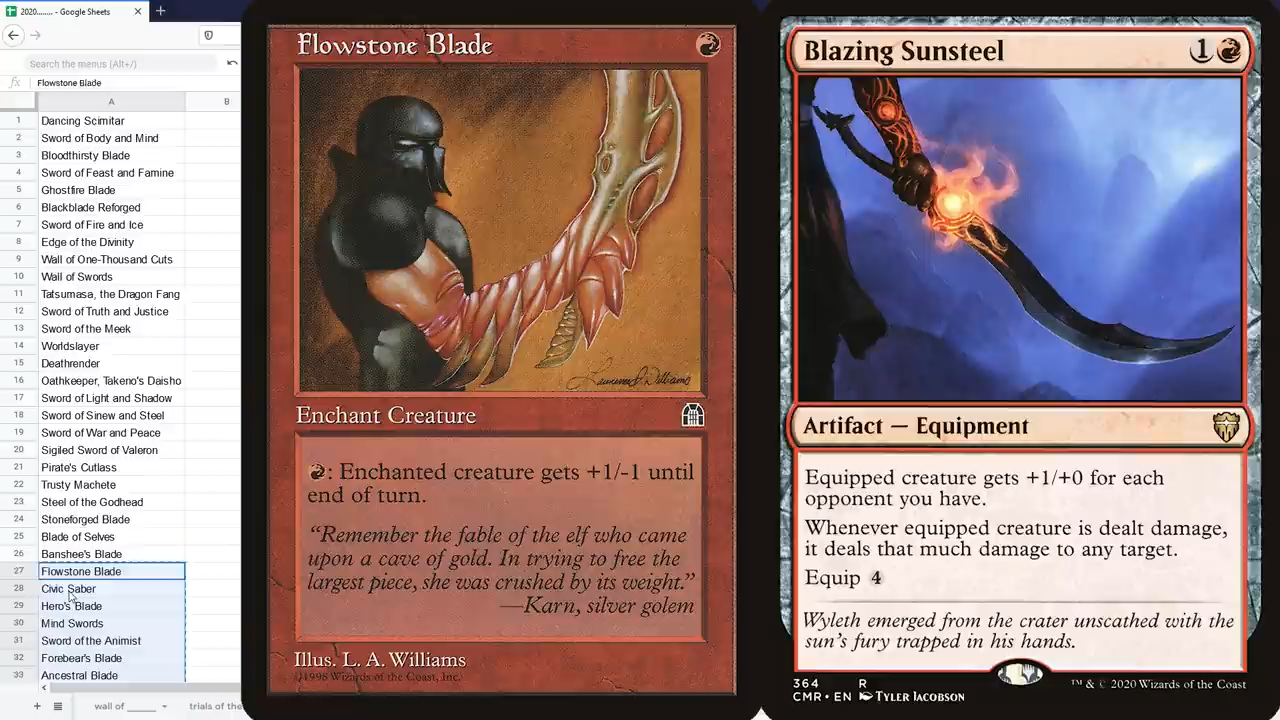 2020........ - Google Sheets
Search the menus (Alt+/)
fx Flowstone Blade
A B
1 Dancing Scimitar
2 Sword of Body and Mind
3 Bloodthirsty Blade
4 Sword of Feast and Famine
5 Ghostfire Blade
6 Blackblade Reforged
7 Sword of Fire and Ice
8 Edge of the Divinity
9 Wall of One-Thousand Cuts
10 Wall of Swords
11 Tatsumasa, the Dragon Fang
12 Sword of Truth and Justice
13 Sword of the Meek
14 Worldslayer
15 Deathrender
16 Oathkeeper, Takeno's Daisho
17 Sword of Light and Shadow
18 Sword of Sinew and Steel
19 Sword of War and Peace
20 Sigiled Sword of Valeron
21 Pirate's Cutlass
22 Trusty Machete
23 Steel of the Godhead
24 Stoneforged Blade
25 Blade of Selves
26 Banshee's Blade
27 Flowstone Blade
28 Civic Saber
29 Hero's Blade
30 Mind Swords
31 Sword of the Animist
32 Forebear's Blade
33 Ancestral Blade
wall of ______ trials of the
Flowstone Blade
Enchant Creature
: Enchanted creature gets +1/-1 until
end of turn.
“Remember the fable of the elf who came
upon a cave of gold. In trying to free the
largest piece, she was crushed by its weight.”
—Karn, silver golem
Illus. L. A. Williams
©1998 Wizards of the Coast, Inc.
Blazing Sunsteel 1
Artifact — Equipment
Equipped creature gets +1/+0 for each
opponent you have.
Whenever equipped creature is dealt damage,
it deals that much damage to any target.
Equip 4
Wyleth emerged from the crater unscathed with the
sun's fury trapped in his hands.
364 R
CMR • EN Tyler Jacobson
™ & © 2020 Wizards of the Coast